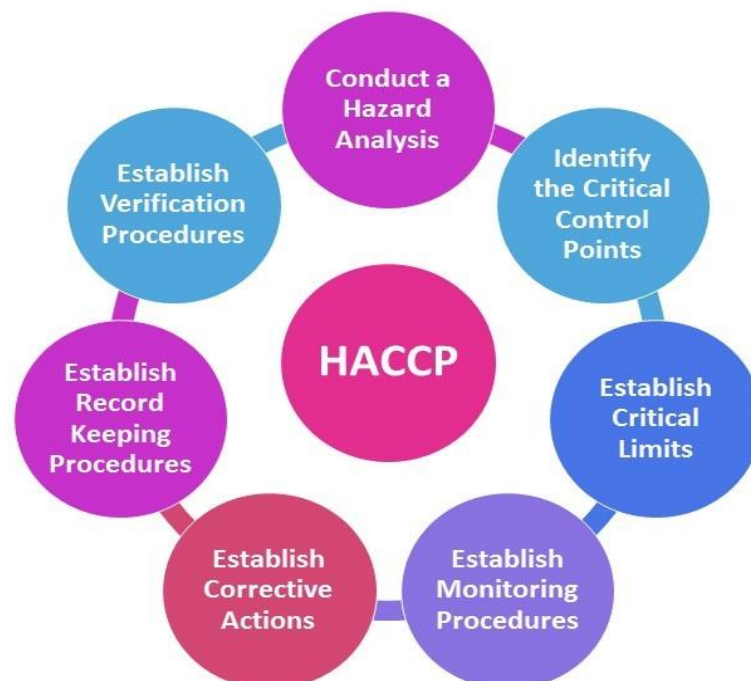 Conduct a
Hazard
Analysis
Identify
the Critical
Control
Points
Establish
Critical
Limits
Establish
Monitoring
Procedures
Establish
Corrective
Actions
Establish
Record
Keeping
Procedures
Establish
Verification
Procedures
HACCP